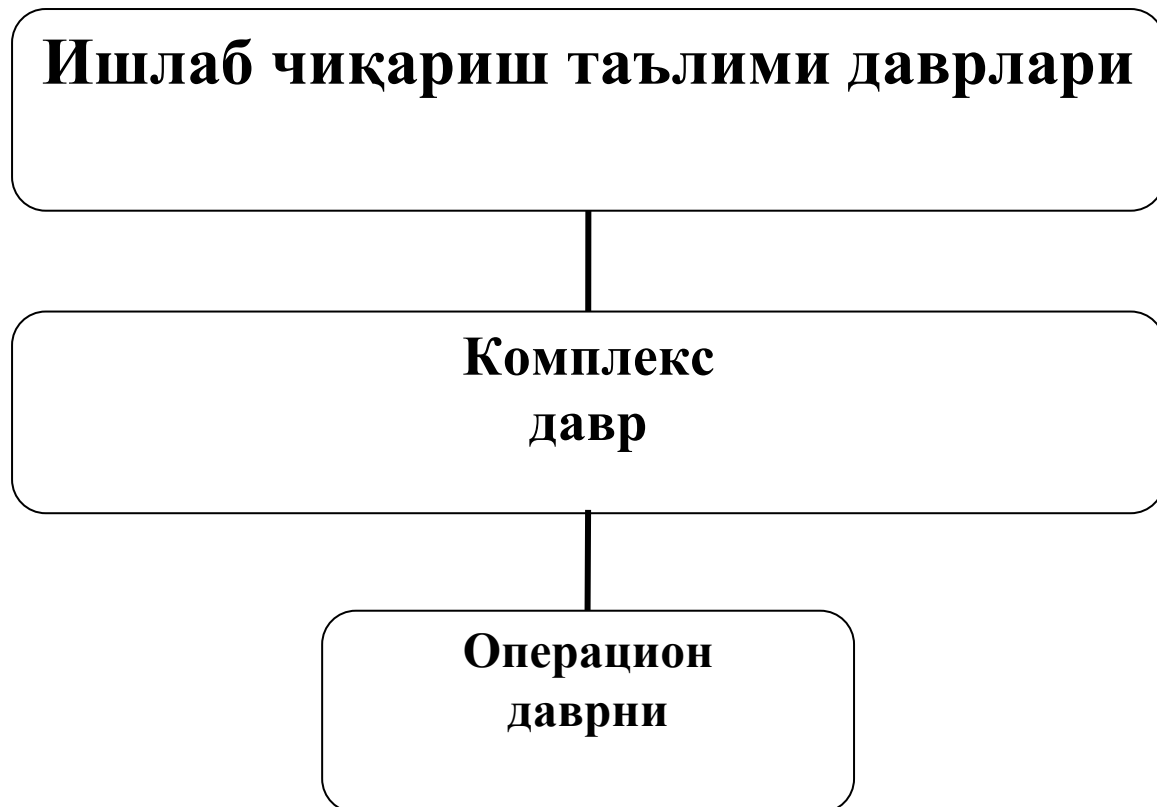 Ишлаб чиқариш таълими даврлари
Комплекс
давр
Операцион
даврни